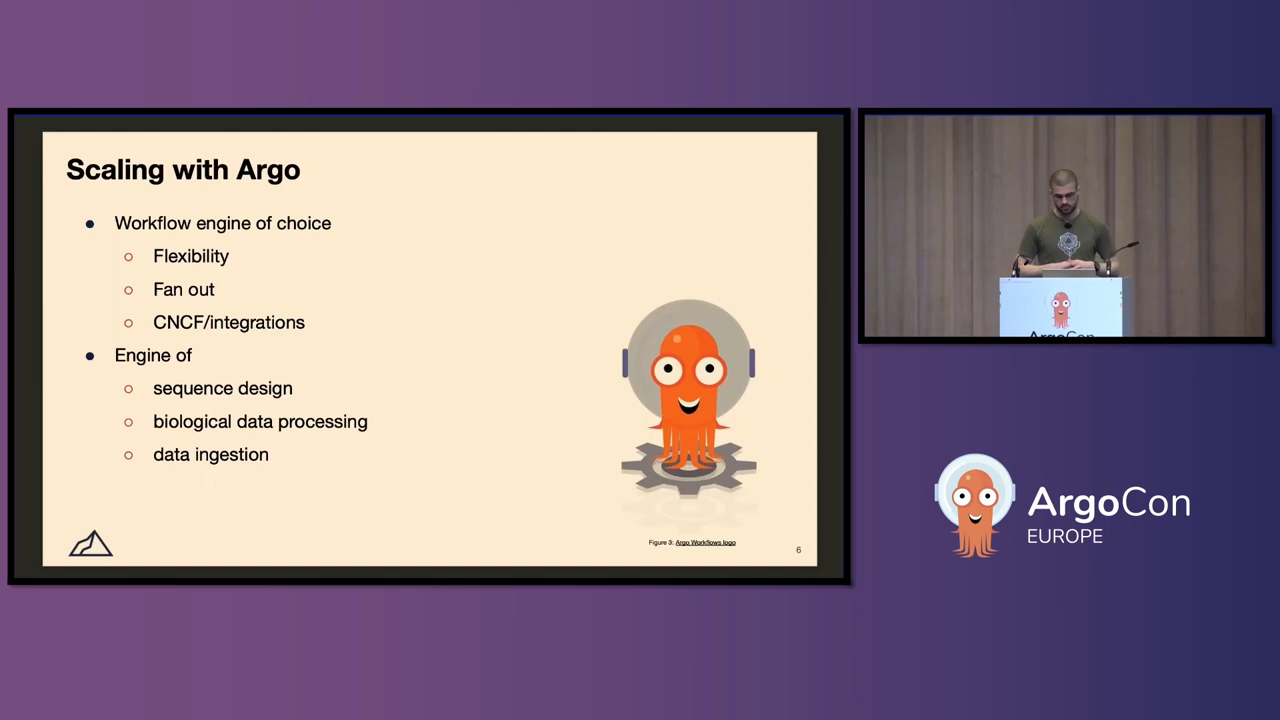 Scaling with Argo
● Workflow engine of choice
○ Flexibility
○ Fan out
○ CNCF/integrations
● Engine of
○ sequence design
○ biological data processing
○ data ingestion
Figure 3: Argo Workflows logo
6
ArgoCon
ArgoCon
EUROPE